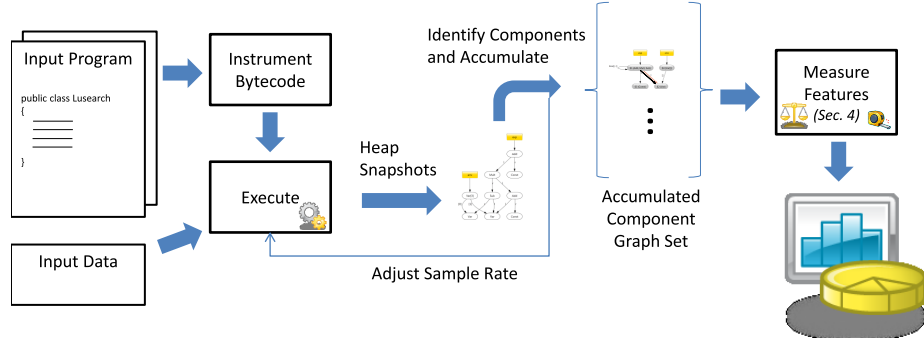 Input Program
public class Lusearch
{
}
Input Data
Instrument
Bytecode
Execute
Heap
Snapshots
Identify Components
and Accumulate
Adjust Sample Rate
Accumulated
Component
Graph Set
Measure
Features
(Sec. 4)